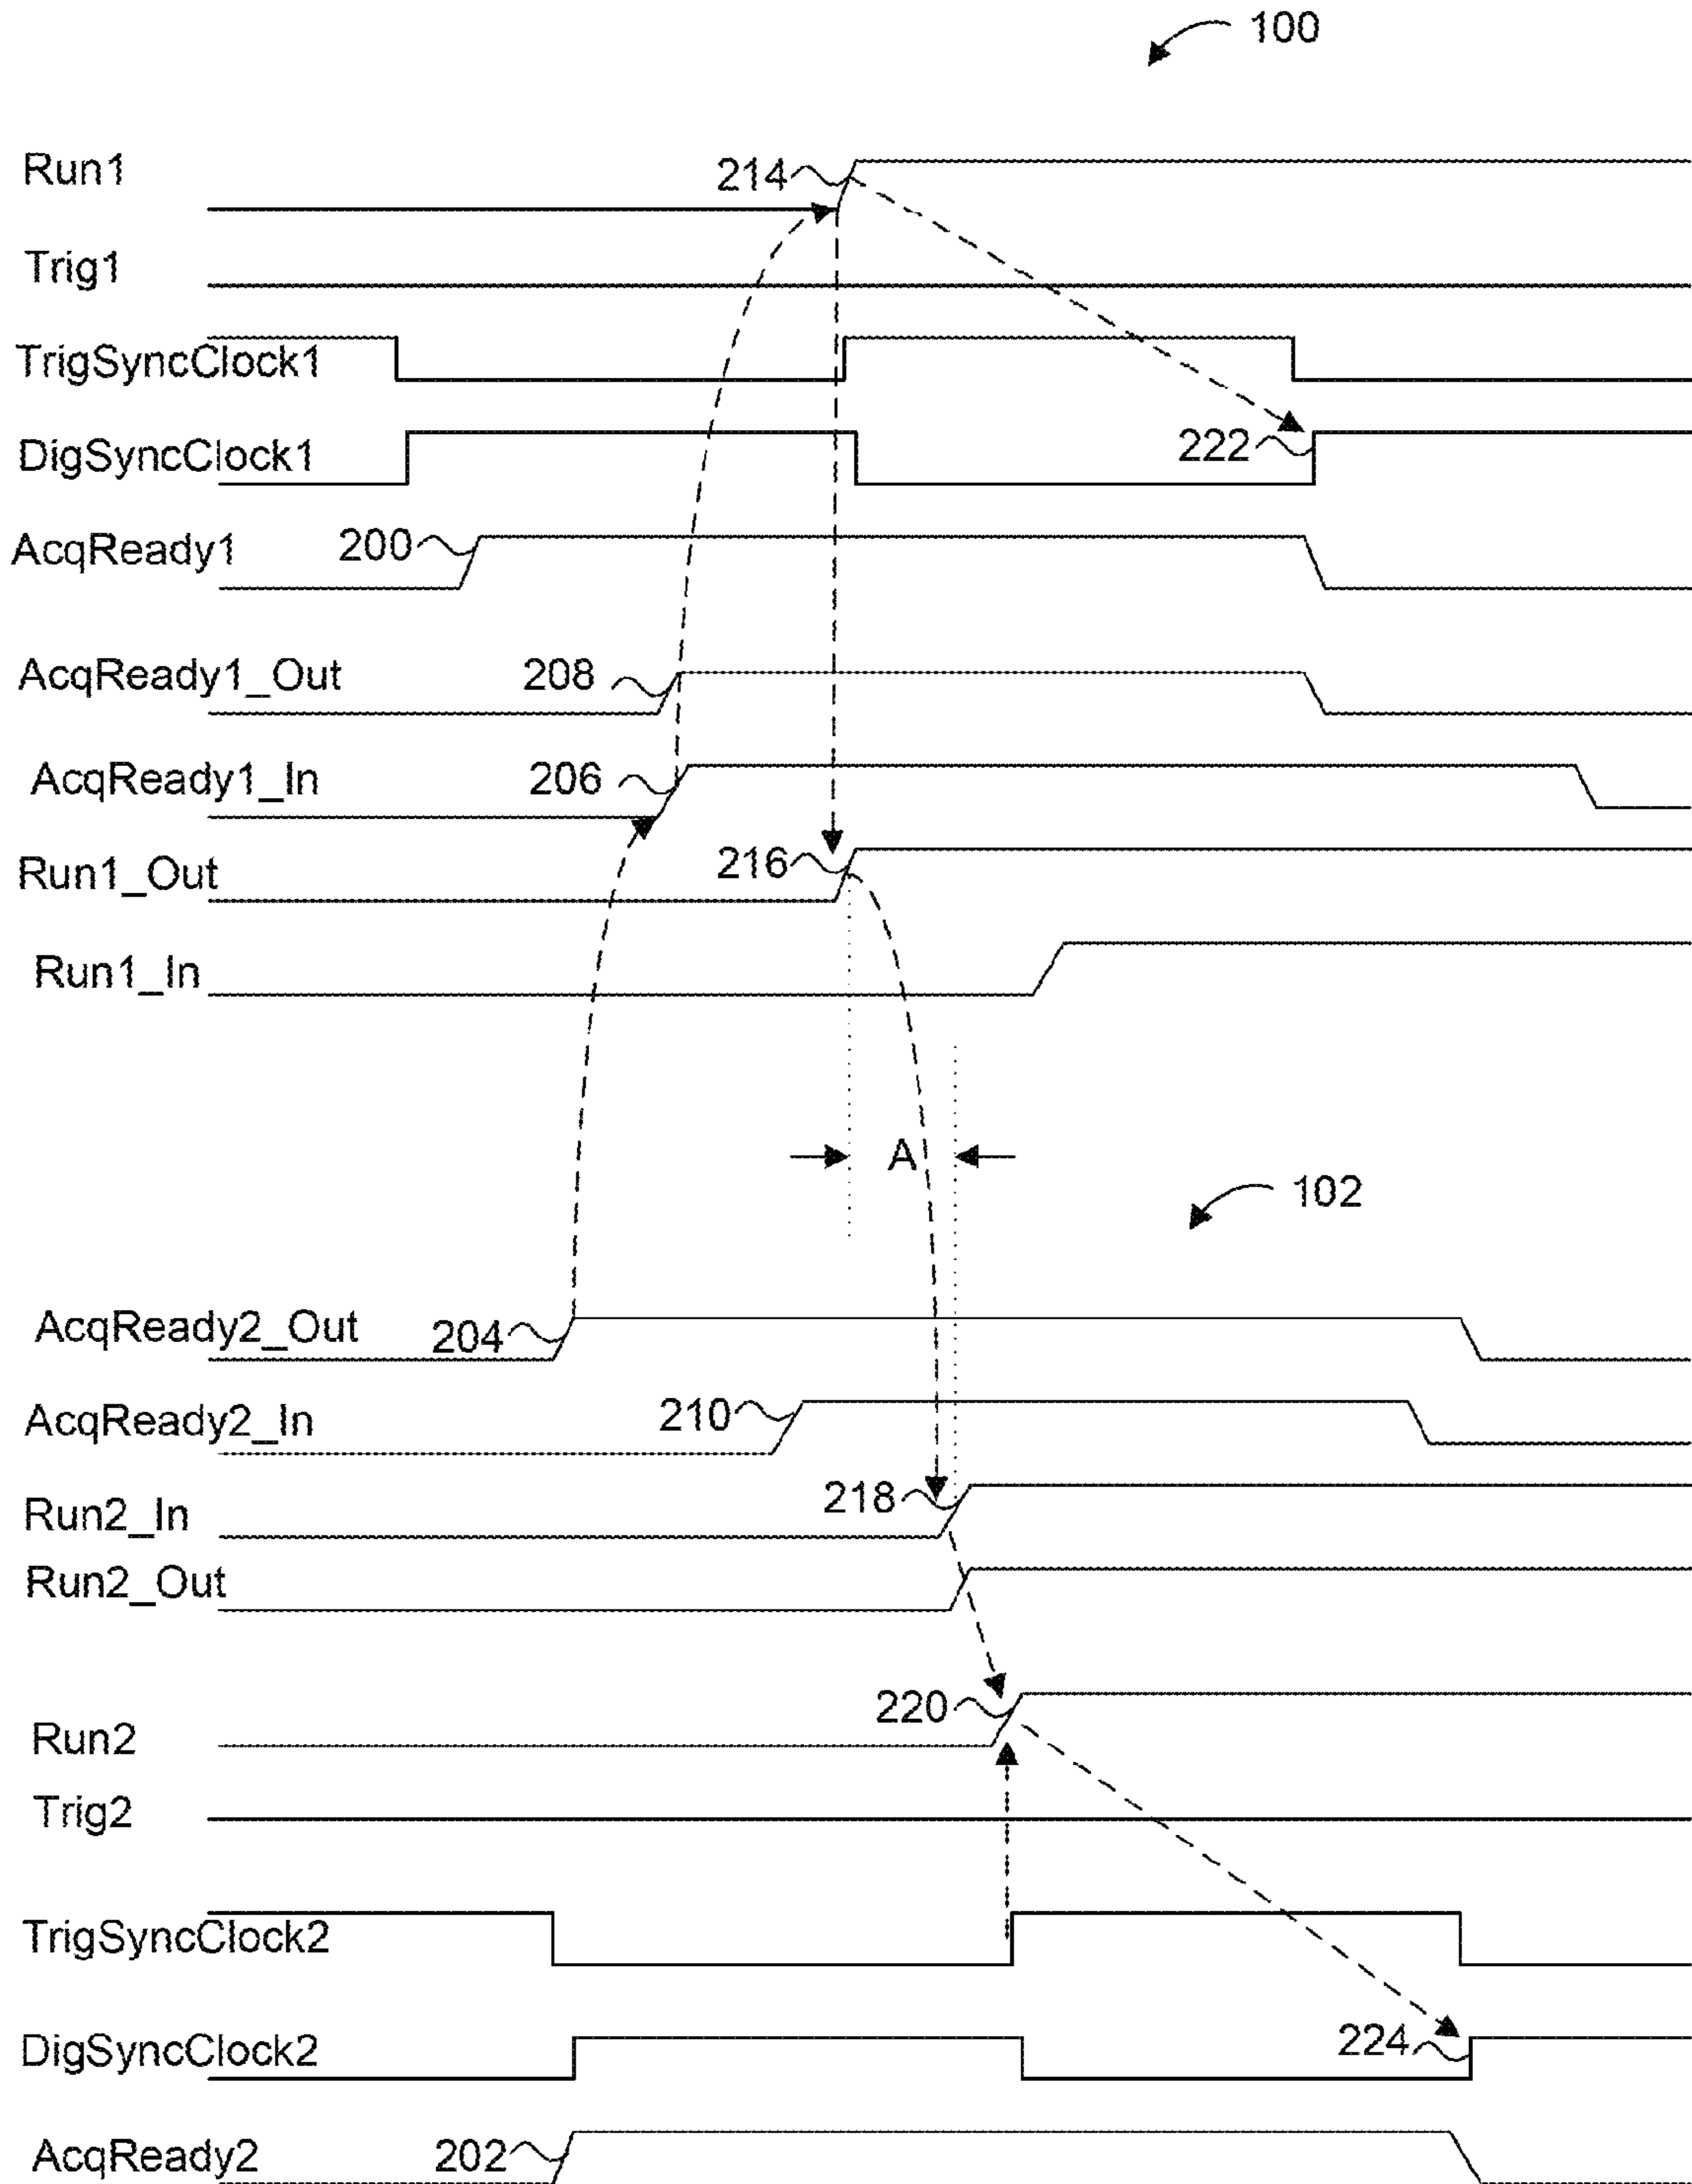 100
Run1
214
Trig1
TrigSyncClock1
DigSyncClock1
222
AcqReady1
200
AcqReady1_Out
208
AcqReady1_In
206
Run1_Out
216
Run1_In
A
102
AcqReady2_Out
204
AcqReady2_In
210
Run2_In
218
Run2_Out
Run2
220
Trig2
TrigSyncClock2
DigSyncClock2
224
AcqReady2
202